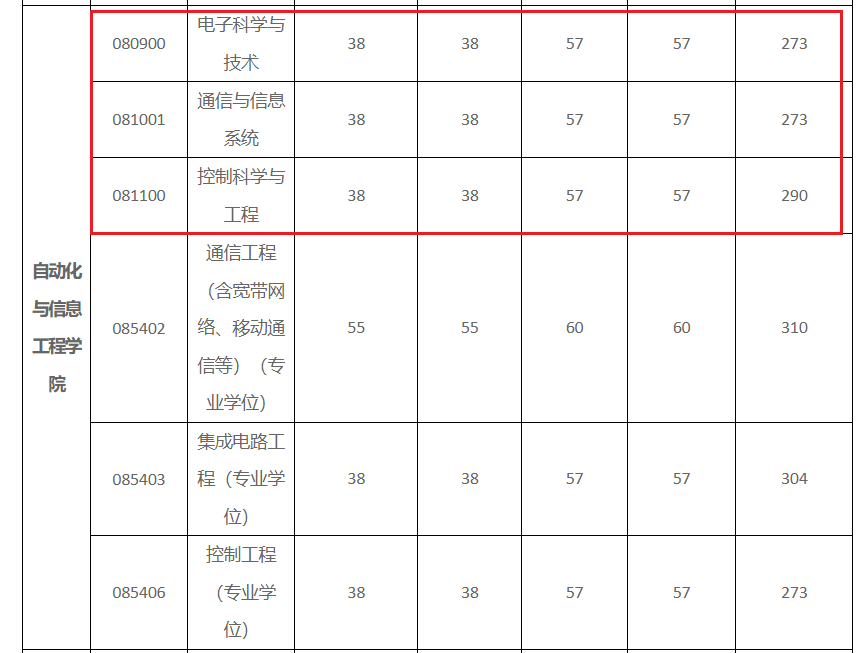 自动化
与信息
工程学
院
080900
电子科学与
技术
38
38
57
57
273
081001
通信与信息
系统
38
38
57
57
273
081100
控制科学与
工程
38
38
57
57
290
085402
通信工程
（含宽带网
络、移动通
信等）（专
业学位）
55
55
60
60
310
085403
集成电路工
程（专业学
位）
38
38
57
57
304
085406
控制工程
（专业学
位）
38
38
57
57
273